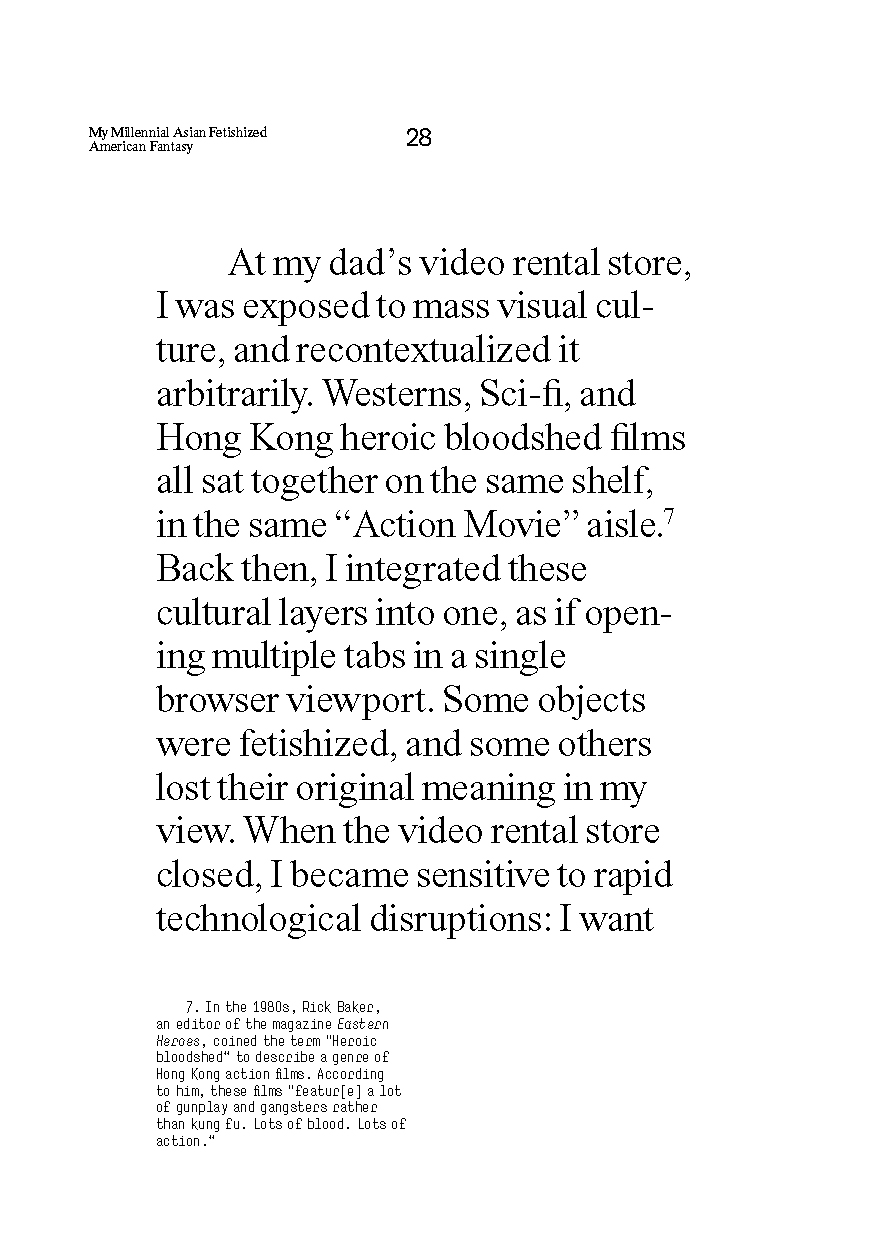 My Millennial Asian Fetishized
American Fantasy
28
At my dad’s video rental store,
I was exposed to mass visual cul-
ture, and recontextualized it
arbitrarily. Westerns, Sci-fi, and
Hong Kong heroic bloodshed films
all sat together on the same shelf,
in the same “Action Movie” aisle.7
Back then, I integrated these
cultural layers into one, as if open-
ing multiple tabs in a single
browser viewport. Some objects
were fetishized, and some others
lost their original meaning in my
view. When the video rental store
closed, I became sensitive to rapid
technological disruptions: I want
7. In the 1980s, Rick Baker,
an editor of the magazine Eastern
Heroes, coined the term "Heroic
bloodshed" to describe a genre of
Hong Kong action films. According
to him, these films "featur[e] a lot
of gunplay and gangsters rather
than kung fu. Lots of blood. Lots of
action."